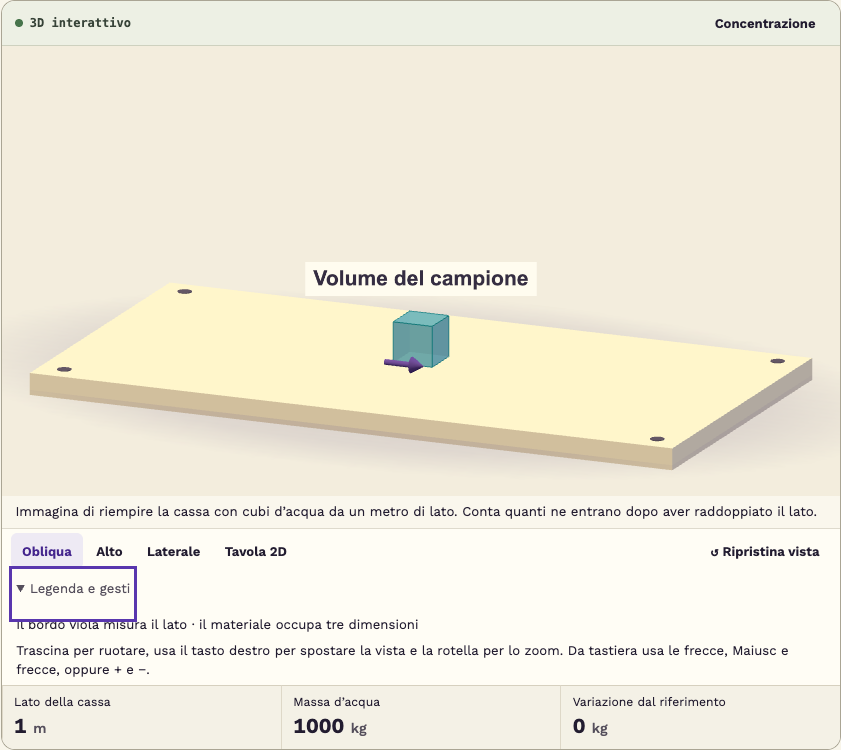 3D interattivo
Concentrazione
Volume del campione
Immagina di riempire la cassa con cubi d’acqua da un metro di lato. Conta quanti ne entrano dopo aver raddoppiato il lato.
Obliqua
Alto
Laterale
Tavola 2D
↺ Ripristina vista
▼ Legenda e gesti
Il bordo viola misura il lato · il materiale occupa tre dimensioni
Trascina per ruotare, usa il tasto destro per spostare la vista e la rotella per lo zoom. Da tastiera usa le frecce, Maiusc e
frecce, oppure + e −.
Lato della cassa
1 m
Massa d’acqua
1000 kg
Variazione dal riferimento
0 kg